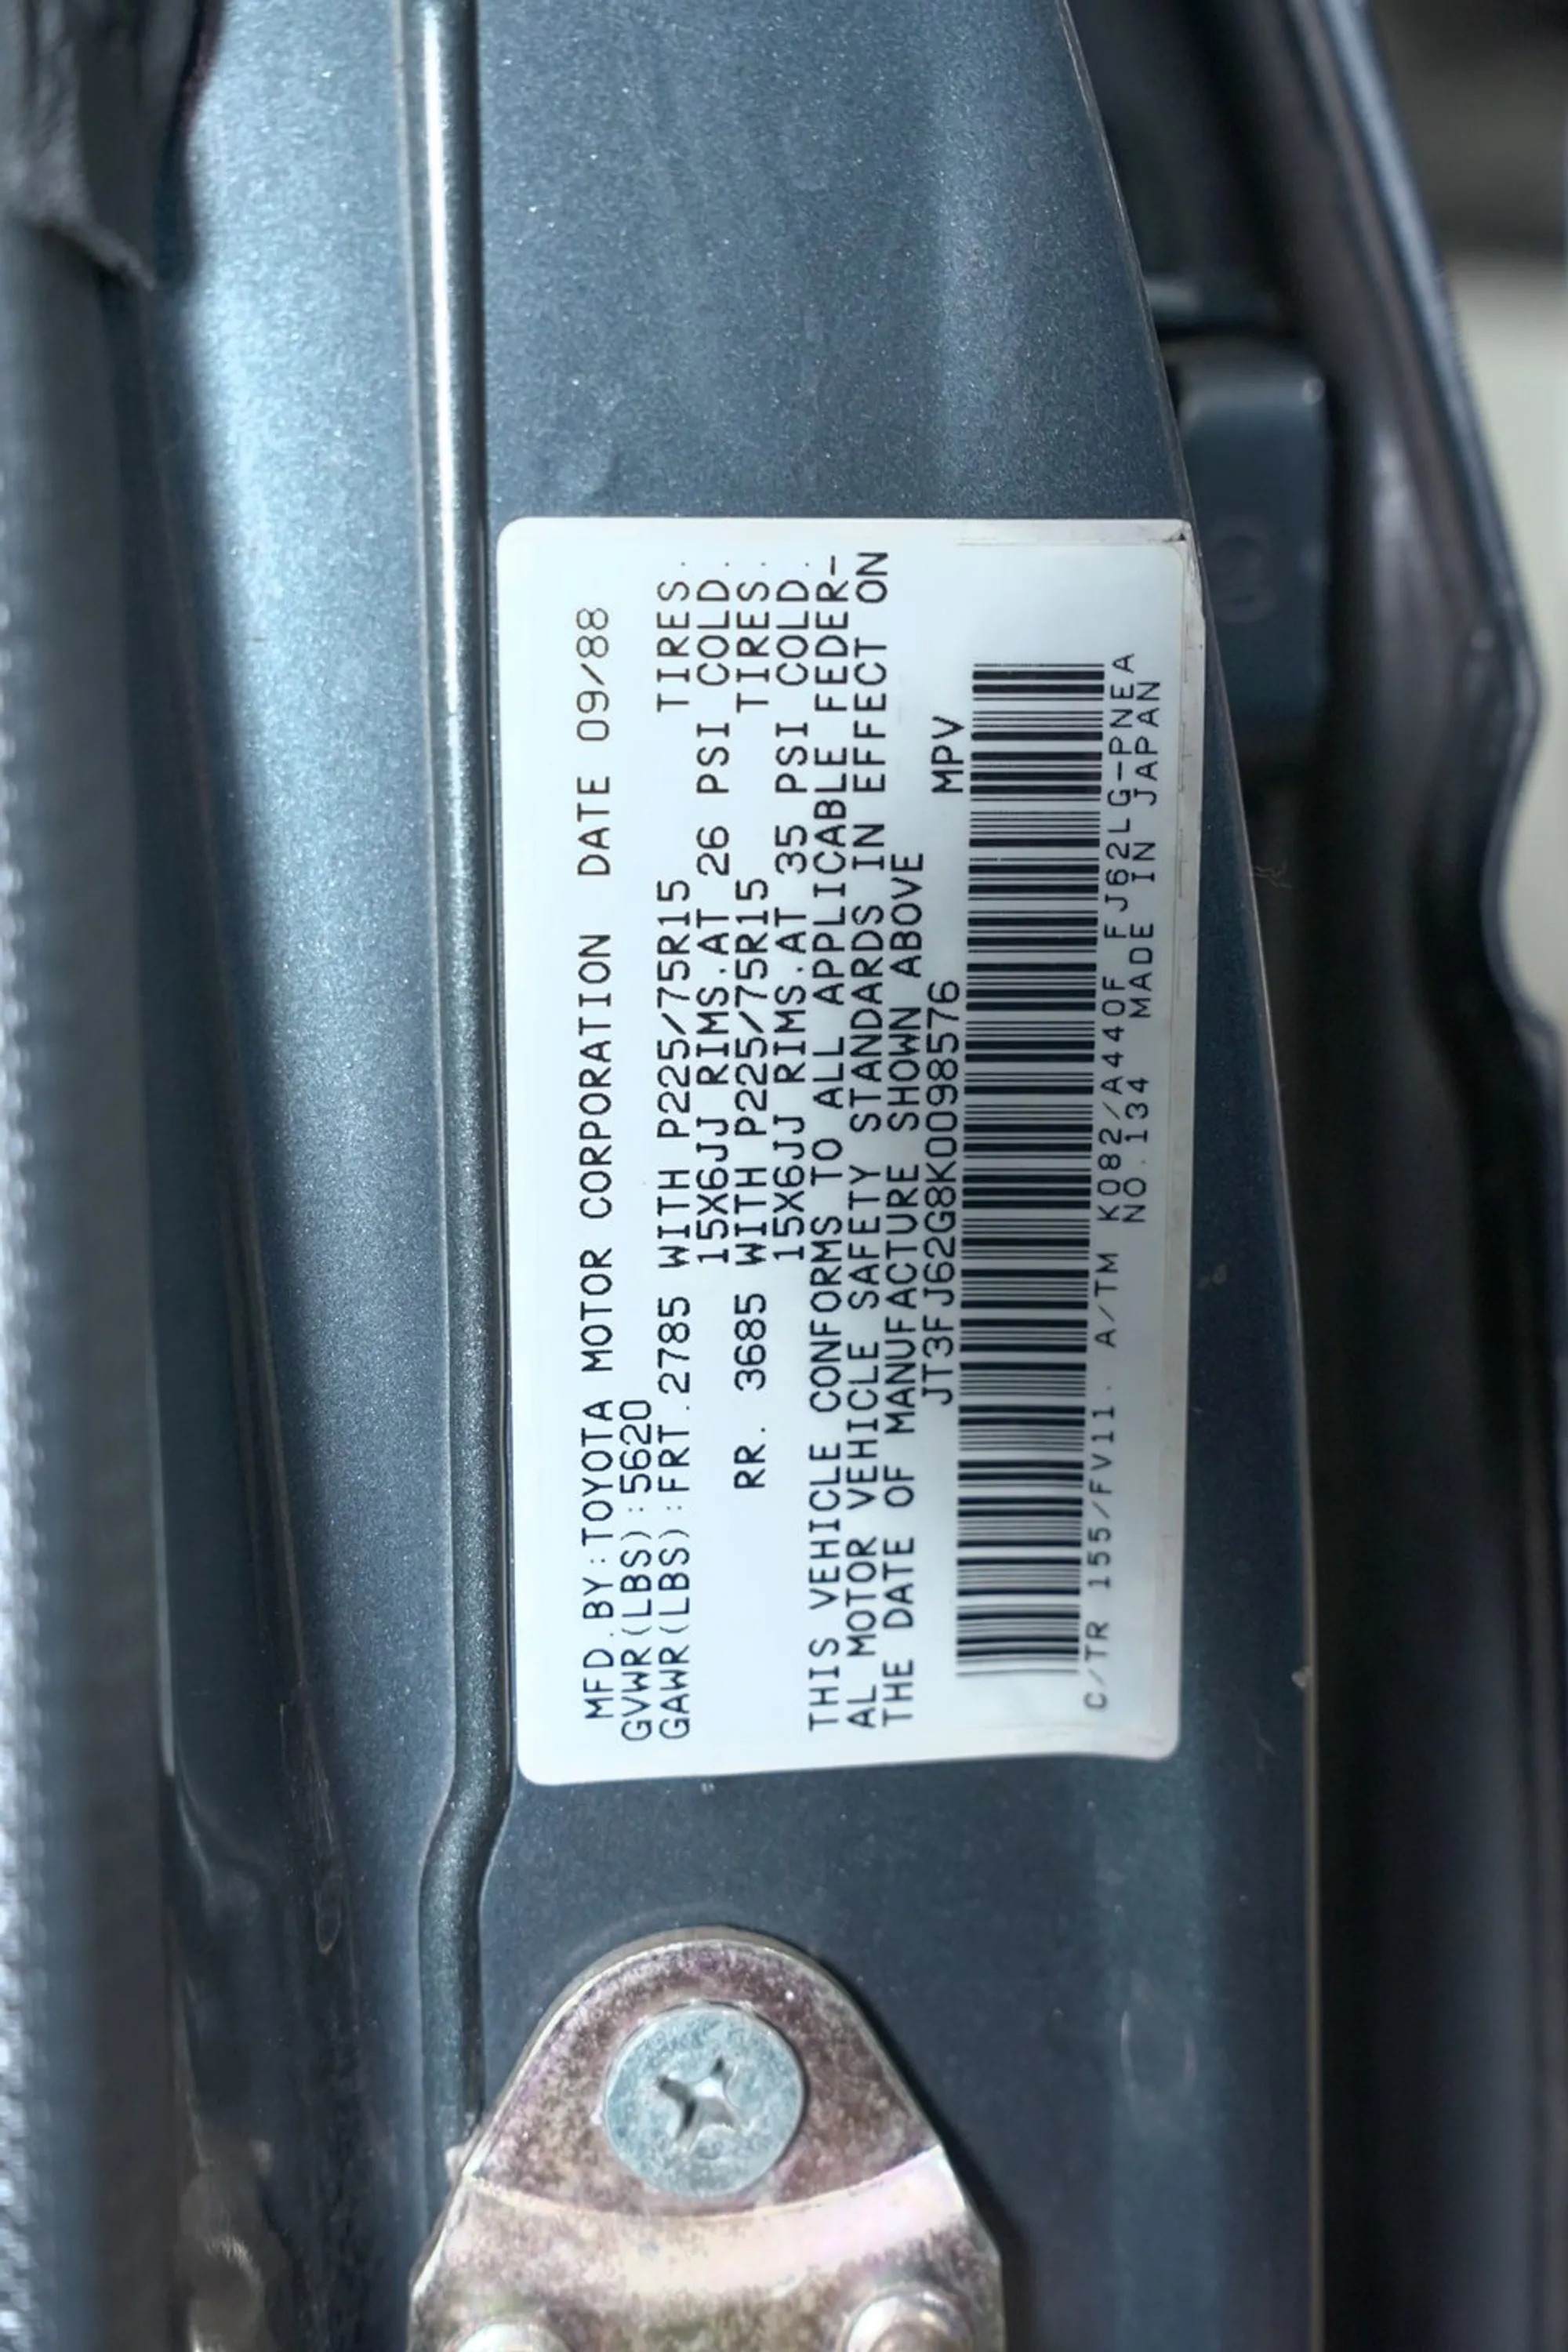 MFD.BY:TOYOTA MOTOR CORPORATION DATE 09/88
GVWR(LBS):5620
GAWR(LBS):FRT.2785 WITH P225/75R15 TIRES.
15X6JJ RIMS.AT 26 PSI COLD.
RR. 3685 WITH P225/75R15 TIRES.
15X6JJ RIMS.AT 35 PSI COLD.
THIS VEHICLE CONFORMS TO ALL APPLICABLE FEDER-
AL MOTOR VEHICLE SAFETY STANDARDS IN EFFECT ON
THE DATE OF MANUFACTURE SHOWN ABOVE
JT3FJ62G8K0098576 MPV
C/TR 155/FV11. A/TM K082/A440F FJ62LG-PNEA
NO.134 MADE IN JAPAN